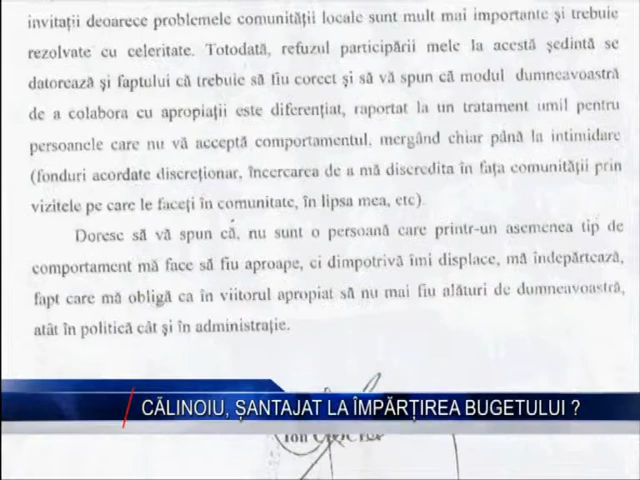 invitații deoarece problemele comunității locale sunt mult mai importante și trebuie
rezolvate cu celeritate. Totodată, refuzul participării mele la acestă ședință se
datorează și faptului că trebuie să fiu corect și să vă spun că modul dumneavoastră
de a colabora cu apropiații este diferențiat, raportat la un tratament umil pentru
persoanele care nu vă acceptă comportamentul, mergând chiar până la intimidare
(fonduri acordate discreționar, încercarea de a mă discredita în fața comunității prin
vizitele pe care le faceți în comunitate, în lipsa mea, etc).
Doresc să vă spun că, nu sunt o persoană care printr-un asemenea tip de
comportament mă face să fiu aproape, ci dimpotrivă îmi displace, mă îndepărtează,
fapt care mă obligă ca în viitorul apropiat să nu mai fiu alături de dumneavoastră,
atât în politică cât și în administrație.
CĂLINOIU, ȘANTAJAT LA ÎMPĂRȚIREA BUGETULUI ?
Ion